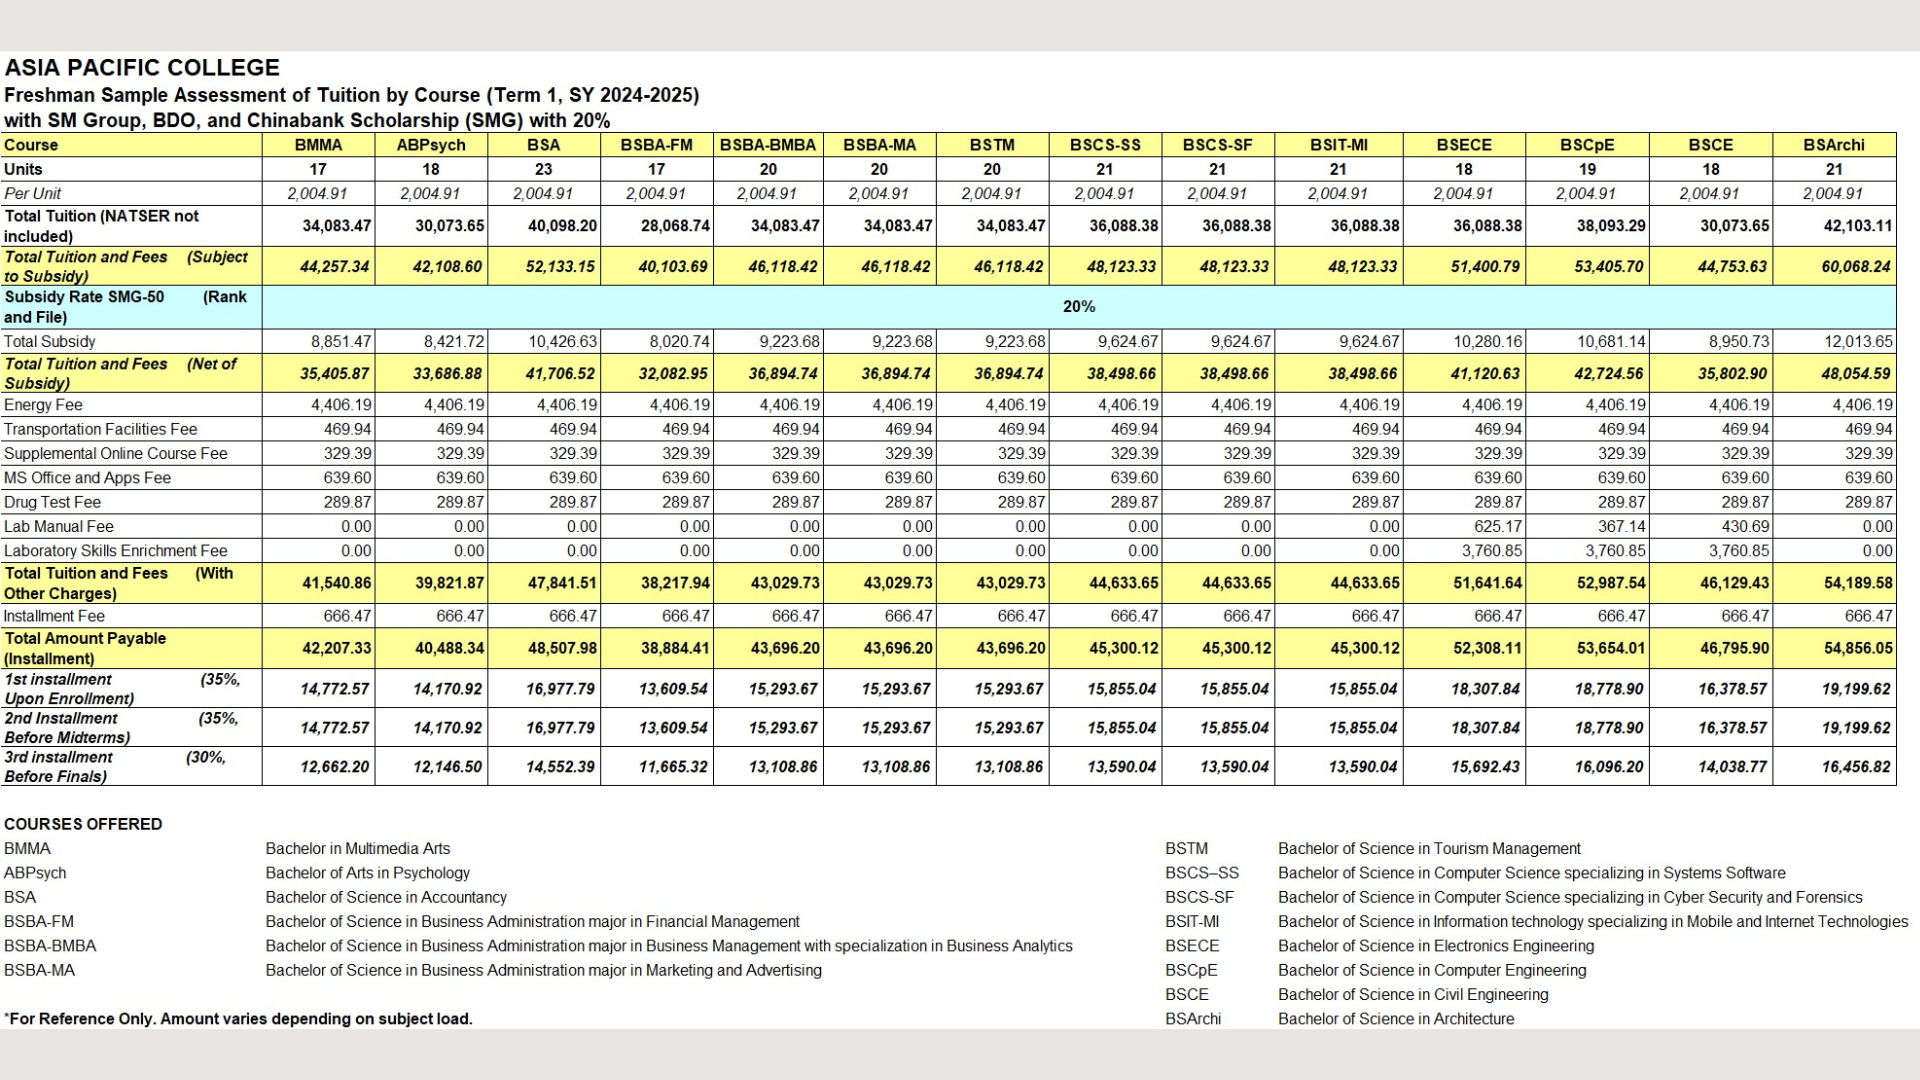 ASIA PACIFIC COLLEGE
Freshman Sample Assessment of Tuition by Course (Term 1, SY 2024-2025)
with SM Group, BDO, and Chinabank Scholarship (SMG) with 20%
Course BMMA ABPsych BSA BSBA-FM BSBA-BMBA BSBA-MA BSTM BSCS-SS BSCS-SF BSIT-MI BSECE BSCpE BSCE BSArchi
Units 17 18 23 17 20 20 20 21 21 21 18 19 18 21
Per Unit 2,004.91 2,004.91 2,004.91 2,004.91 2,004.91 2,004.91 2,004.91 2,004.91 2,004.91 2,004.91 2,004.91 2,004.91 2,004.91 2,004.91
Total Tuition (NATSER not included) 34,083.47 30,073.65 40,098.20 28,068.74 34,083.47 34,083.47 34,083.47 36,088.38 36,088.38 36,088.38 36,088.38 38,093.29 30,073.65 42,103.11
Total Tuition and Fees (Subject to Subsidy) 44,257.34 42,108.60 52,133.15 40,103.69 46,118.42 46,118.42 46,118.42 48,123.33 48,123.33 48,123.33 51,400.79 53,405.70 44,753.63 60,068.24
Subsidy Rate SMG-50 (Rank and File) 20%
Total Subsidy 8,851.47 8,421.72 10,426.63 8,020.74 9,223.68 9,223.68 9,223.68 9,624.67 9,624.67 9,624.67 10,280.16 10,681.14 8,950.73 12,013.65
Total Tuition and Fees (Net of Subsidy) 35,405.87 33,686.88 41,706.52 32,082.95 36,894.74 36,894.74 36,894.74 38,498.66 38,498.66 38,498.66 41,120.63 42,724.56 35,802.90 48,054.59
Energy Fee 4,406.19 4,406.19 4,406.19 4,406.19 4,406.19 4,406.19 4,406.19 4,406.19 4,406.19 4,406.19 4,406.19 4,406.19 4,406.19 4,406.19
Transportation Facilities Fee 469.94 469.94 469.94 469.94 469.94 469.94 469.94 469.94 469.94 469.94 469.94 469.94 469.94 469.94
Supplemental Online Course Fee 329.39 329.39 329.39 329.39 329.39 329.39 329.39 329.39 329.39 329.39 329.39 329.39 329.39 329.39
MS Office and Apps Fee 639.60 639.60 639.60 639.60 639.60 639.60 639.60 639.60 639.60 639.60 639.60 639.60 639.60 639.60
Drug Test Fee 289.87 289.87 289.87 289.87 289.87 289.87 289.87 289.87 289.87 289.87 289.87 289.87 289.87 289.87
Lab Manual Fee 0.00 0.00 0.00 0.00 0.00 0.00 0.00 0.00 0.00 0.00 625.17 367.14 430.69 0.00
Laboratory Skills Enrichment Fee 0.00 0.00 0.00 0.00 0.00 0.00 0.00 0.00 0.00 0.00 3,760.85 3,760.85 3,760.85 0.00
Total Tuition and Fees (With Other Charges) 41,540.86 39,821.87 47,841.51 38,217.94 43,029.73 43,029.73 43,029.73 44,633.65 44,633.65 44,633.65 51,641.64 52,987.54 46,129.43 54,189.58
Installment Fee 666.47 666.47 666.47 666.47 666.47 666.47 666.47 666.47 666.47 666.47 666.47 666.47 666.47 666.47
Total Amount Payable (Installment) 42,207.33 40,488.34 48,507.98 38,884.41 43,696.20 43,696.20 43,696.20 45,300.12 45,300.12 45,300.12 52,308.11 53,654.01 46,795.90 54,856.05
1st installment (35%, Upon Enrollment) 14,772.57 14,170.92 16,977.79 13,609.54 15,293.67 15,293.67 15,293.67 15,855.04 15,855.04 15,855.04 18,307.84 18,778.90 16,378.57 19,199.62
2nd Installment (35%, Before Midterms) 14,772.57 14,170.92 16,977.79 13,609.54 15,293.67 15,293.67 15,293.67 15,855.04 15,855.04 15,855.04 18,307.84 18,778.90 16,378.57 19,199.62
3rd installment (30%, Before Finals) 12,662.20 12,146.50 14,552.39 11,665.32 13,108.86 13,108.86 13,108.86 13,590.04 13,590.04 13,590.04 15,692.43 16,096.20 14,038.77 16,456.82
COURSES OFFERED
BMMA Bachelor in Multimedia Arts
ABPsych Bachelor of Arts in Psychology
BSA Bachelor of Science in Accountancy
BSBA-FM Bachelor of Science in Business Administration major in Financial Management
BSBA-BMBA Bachelor of Science in Business Administration major in Business Management with specialization in Business Analytics
BSBA-MA Bachelor of Science in Business Administration major in Marketing and Advertising
BSTM Bachelor of Science in Tourism Management
BSCS–SS Bachelor of Science in Computer Science specializing in Systems Software
BSCS-SF Bachelor of Science in Computer Science specializing in Cyber Security and Forensics
BSIT-MI Bachelor of Science in Information technology specializing in Mobile and Internet Technologies
BSECE Bachelor of Science in Electronics Engineering
BSCpE Bachelor of Science in Computer Engineering
BSCE Bachelor of Science in Civil Engineering
BSArchi Bachelor of Science in Architecture
*For Reference Only. Amount varies depending on subject load.